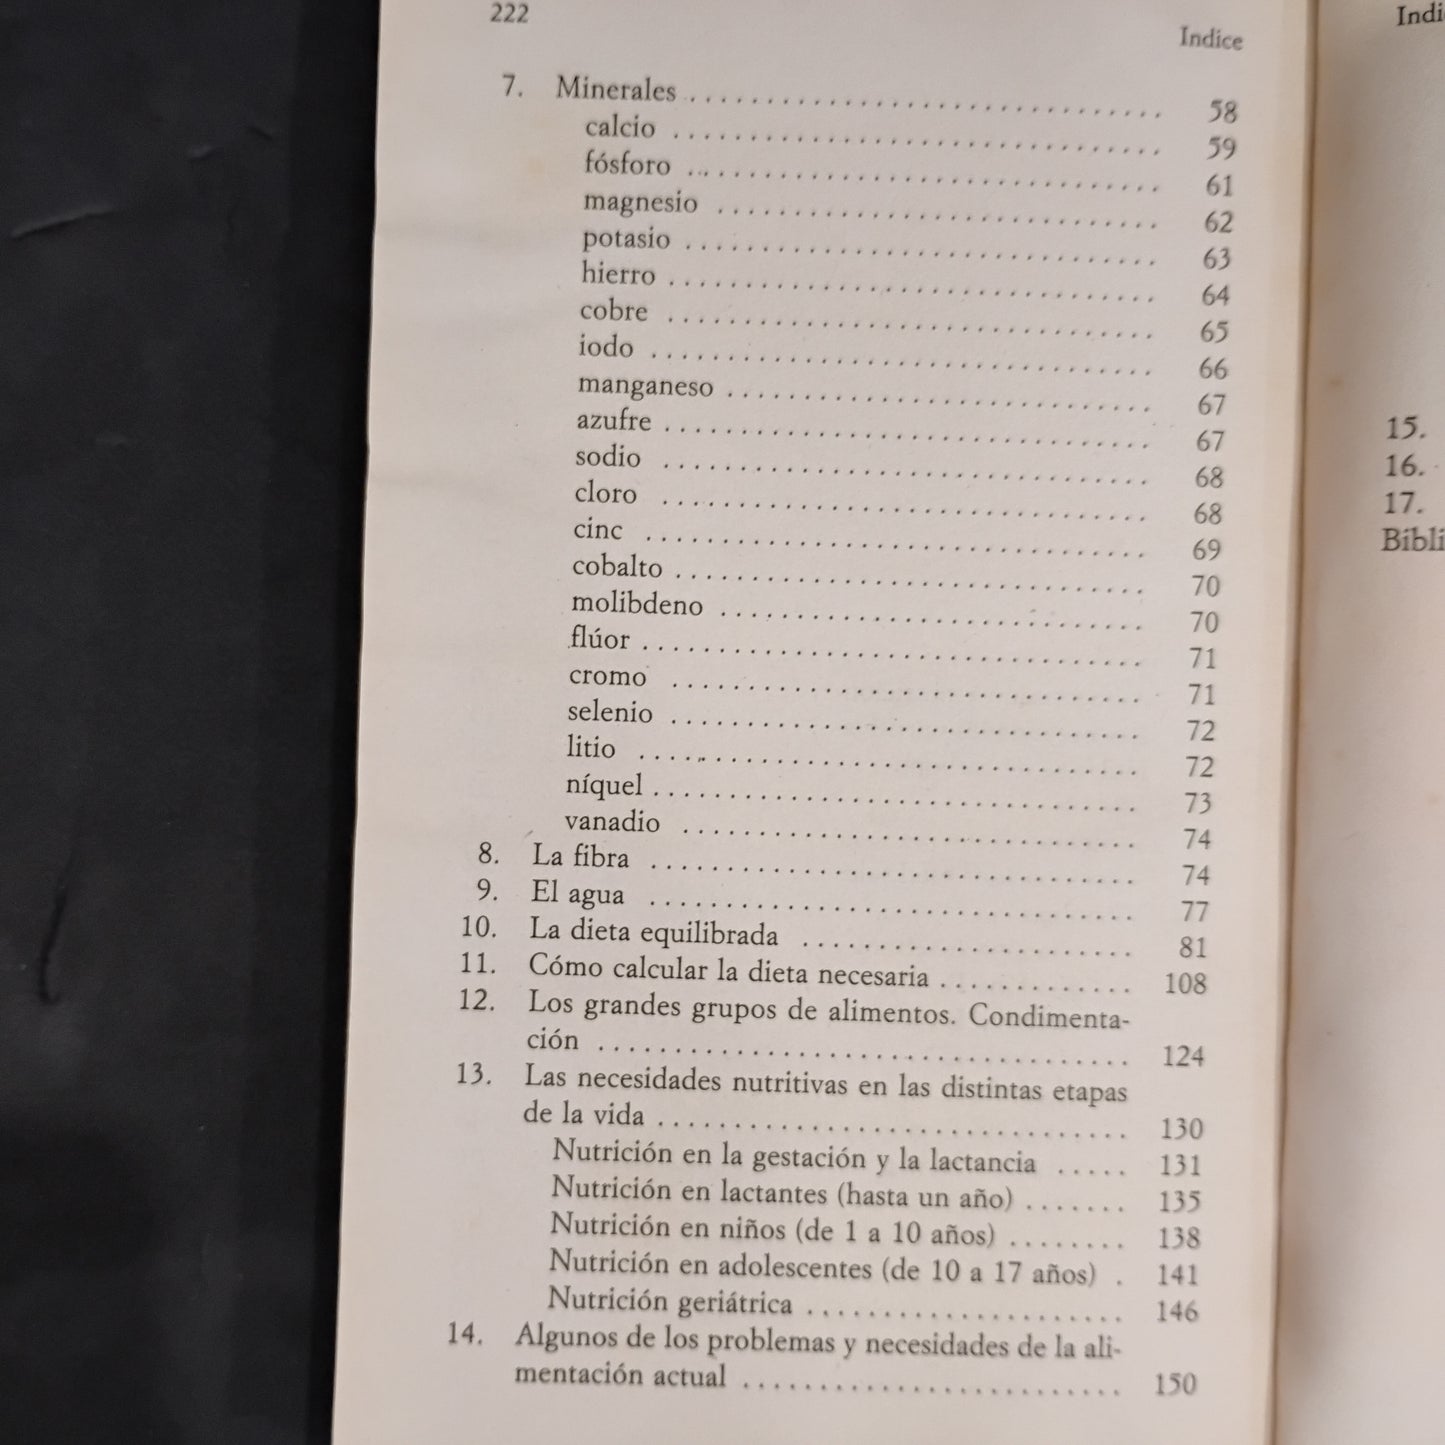 222
Indice
7. Minerales ................................ 58
calcio ................................ 59
fósforo ............................... 61
magnesio ............................. 62
potasio ............................... 63
hierro ................................ 64
cobre ................................ 65
iodo ................................. 66
manganeso ............................ 67
azufre ................................ 67
sodio ................................ 68
cloro ................................ 68
cinc ................................. 69
cobalto ............................... 70
molibdeno ............................ 70
flúor ................................. 71
cromo ............................... 71
selenio ............................... 72
litio ................................. 72
níquel ................................ 73
vanadio .............................. 74
8. La fibra ................................ 74
9. El agua ................................ 77
10. La dieta equilibrada ...................... 81
11. Cómo calcular la dieta necesaria ............. 108
12. Los grandes grupos de alimentos. Condimenta-
ción ................................... 124
13. Las necesidades nutritivas en las distintas etapas
de la vida ............................... 130
Nutrición en la gestación y la lactancia ..... 131
Nutrición en lactantes (hasta un año) ....... 135
Nutrición en niños (de 1 a 10 años) ........ 138
Nutrición en adolescentes (de 10 a 17 años) . 141
Nutrición geriátrica ..................... 146
14. Algunos de los problemas y necesidades de la ali-
mentación actual ......................... 150
Indi
15.
16.
17.
Bibli